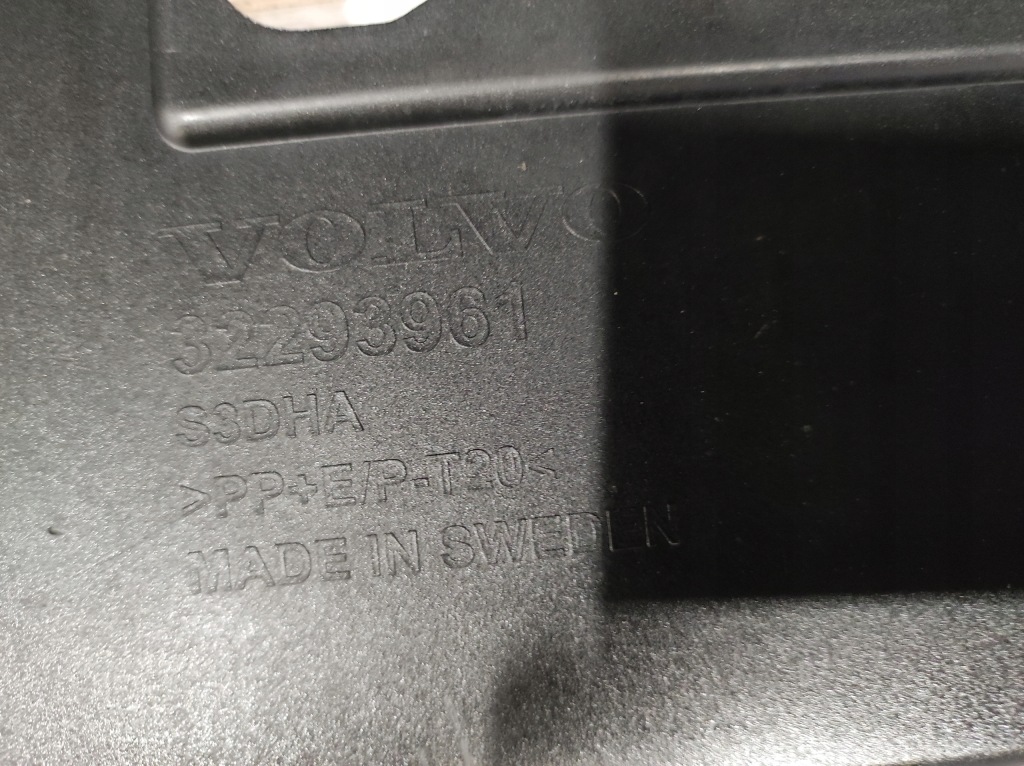 VOLVO
32293961
S3DHA
>PP+E/P-T20<
MADE IN SWEDEN